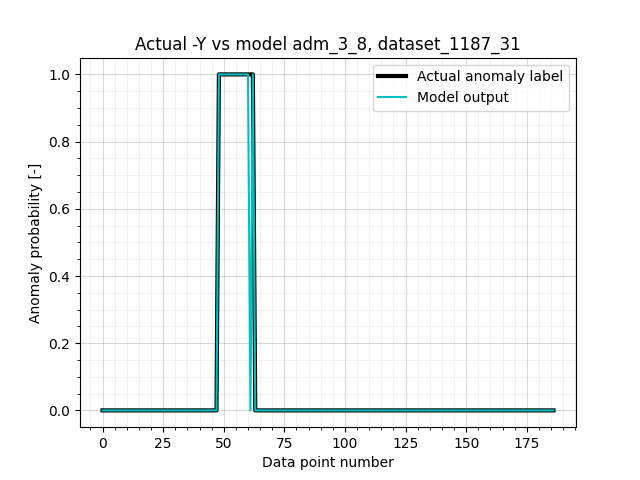 Actual -Y vs model adm_3_8, dataset_1187_31
Actual anomaly label
Model output
Anomaly probability [-]
1.0
0.8
0.6
0.4
0.2
0.0
0 25 50 75 100 125 150 175
Data point number